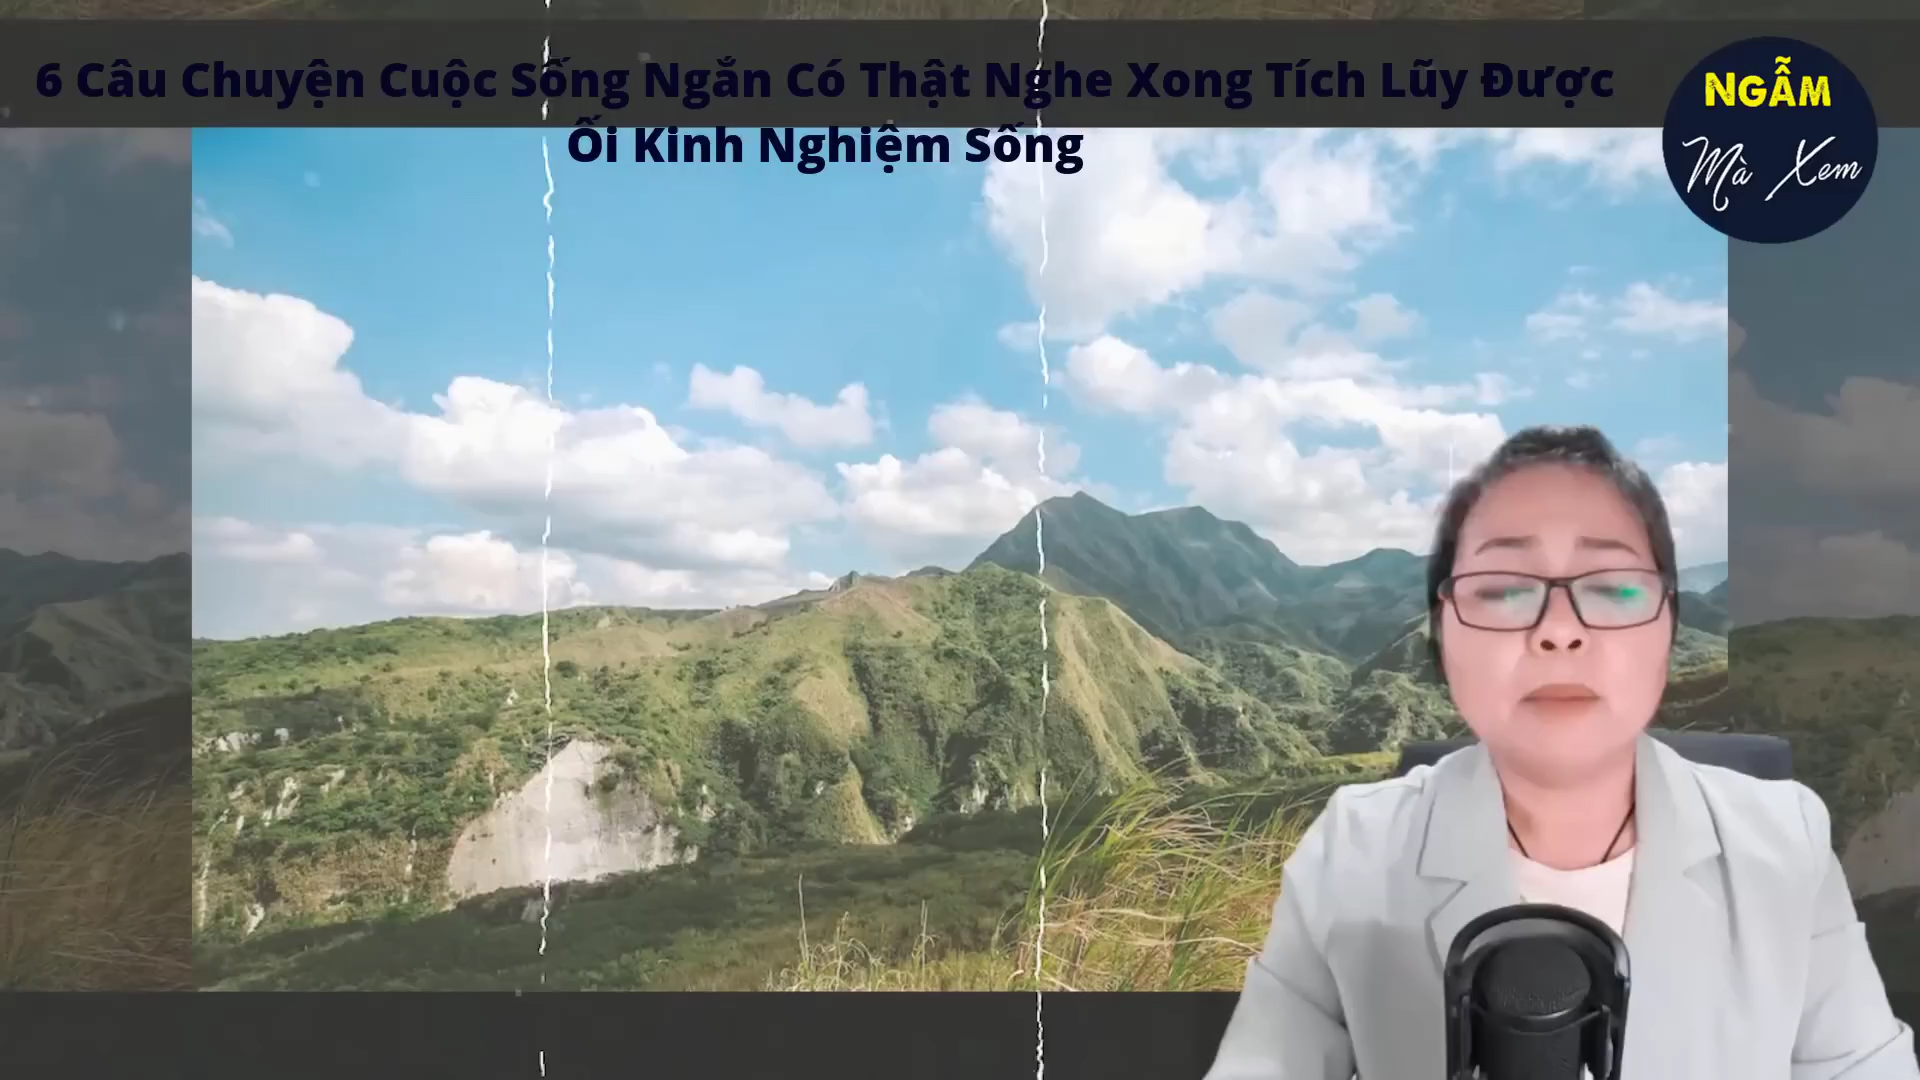 6 Câu Chuyện Cuộc Sống Ngắn Có Thật Nghe Xong Tích Lũy Được
Ối Kinh Nghiệm Sống
NGẪM
Mà Xem